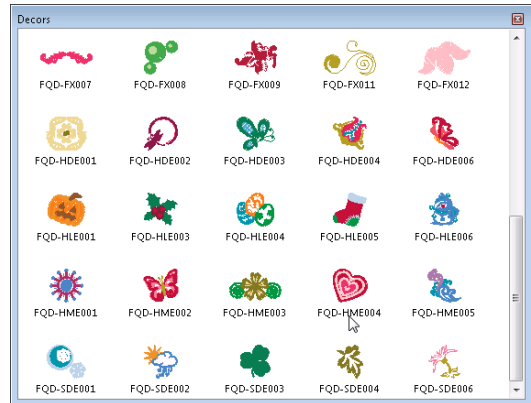 Decors
FQD-FX007 FQD-FX008 FQD-FX009 FQD-FX011 FQD-FX012
FQD-HDE001 FQD-HDE002 FQD-HDE003 FQD-HDE004 FQD-HDE006
FQD-HLE001 FQD-HLE003 FQD-HLE004 FQD-HLE005 FQD-HLE006
FQD-HME001 FQD-HME002 FQD-HME003 FQD-HME004 FQD-HME005
FQD-SDE001 FQD-SDE002 FQD-SDE003 FQD-SDE004 FQD-SDE006